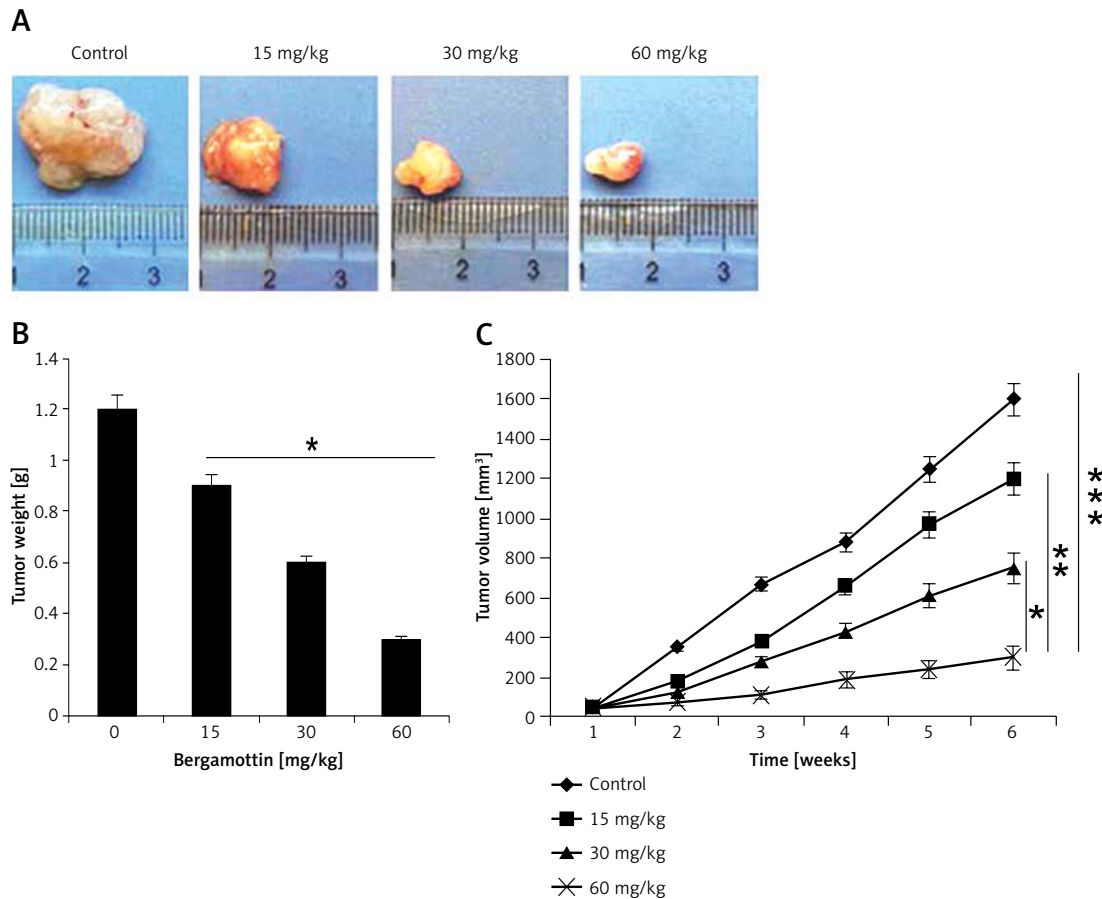 A
Control 15 mg/kg 30 mg/kg 60 mg/kg
1 2 3
1 2 3
1 2 3
1 2 3
B
1.4
1.2
1
0.8
0.6
0.4
0.2
0
Tumor weight [g]
*
0 15 30 60
Bergamottin [mg/kg]
C
1800
1600
1400
1200
1000
800
600
400
200
0
Tumor volume [mm³]
1 2 3 4 5 6
Time [weeks]
*
**
***
Control
15 mg/kg
30 mg/kg
60 mg/kg